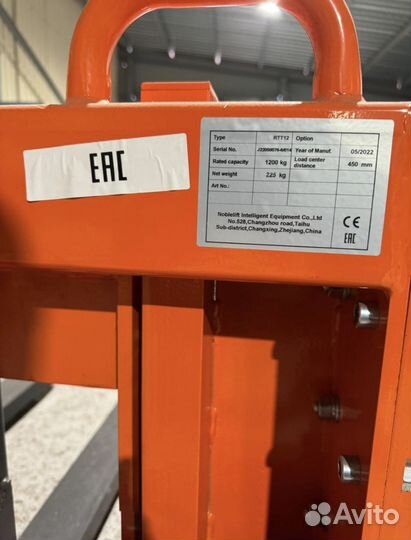 EAC
Type RTT12 Option
Serial No. Year of Manuf. 05/2022
Rated capacity 1200 kg Load center distance 450 mm
Net weight 225 kg
Art No.:
Noblelift Intelligent Equipment Co.,Ltd
No.528,Changzhou road,Taihu
Sub-district,Changxing,Zhejiang,China
CE
EAC
Avito